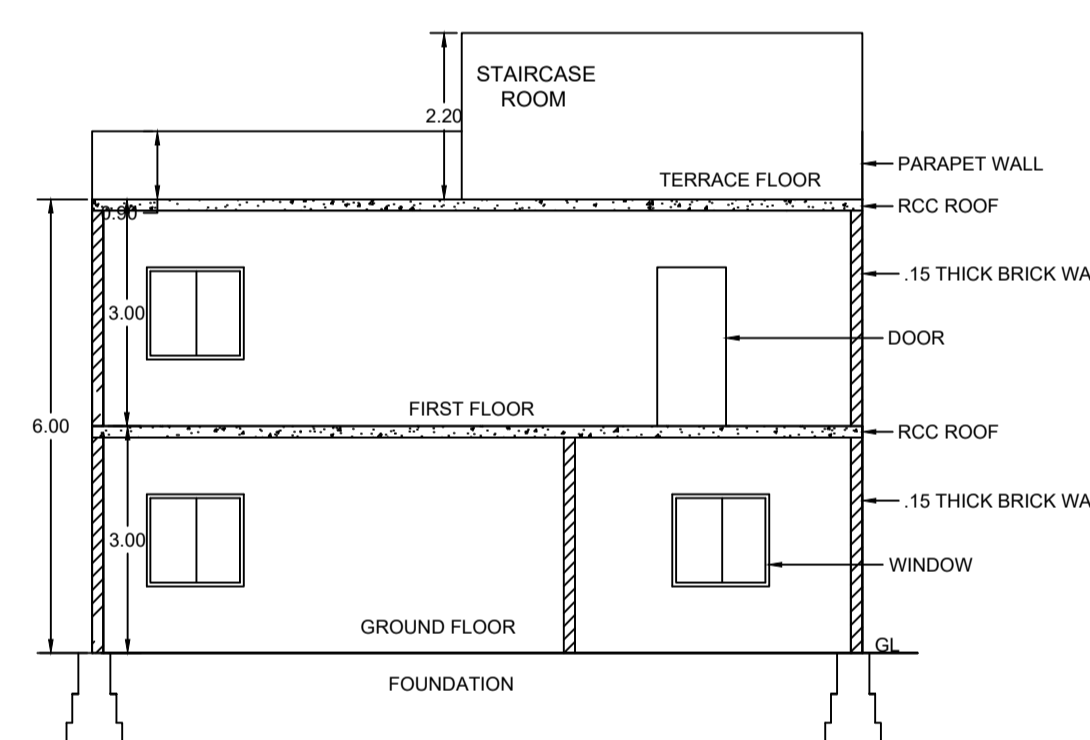 STAIRCASE
ROOM
2.20
PARAPET WALL
TERRACE FLOOR
RCC ROOF
0.90
.15 THICK BRICK WA
3.00
DOOR
FIRST FLOOR
6.00
RCC ROOF
.15 THICK BRICK WA
3.00
WINDOW
GROUND FLOOR
GL
FOUNDATION